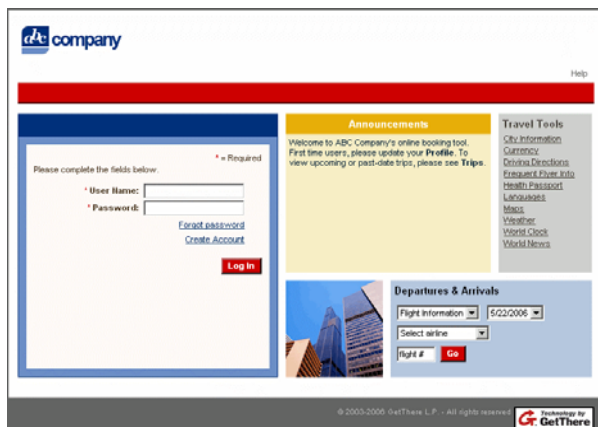 abc company
Help
Announcements
Welcome to ABC Company's online booking tool.
First time users, please update your Profile. To
view upcoming or past-date trips, please see Trips.
Travel Tools
City Information
Currency
Driving Directions
Frequent Flyer Info
Health Passport
Languages
Maps
Weather
World Clock
World News
* = Required
Please complete the fields below.
* User Name:
* Password:
Forgot password
Create Account
Log In
Departures & Arrivals
Flight Information
5/22/2006
Select airline
flight #
Go
© 2003-2006 GetThere L.P. - All rights reserved
Technology by
GetThere